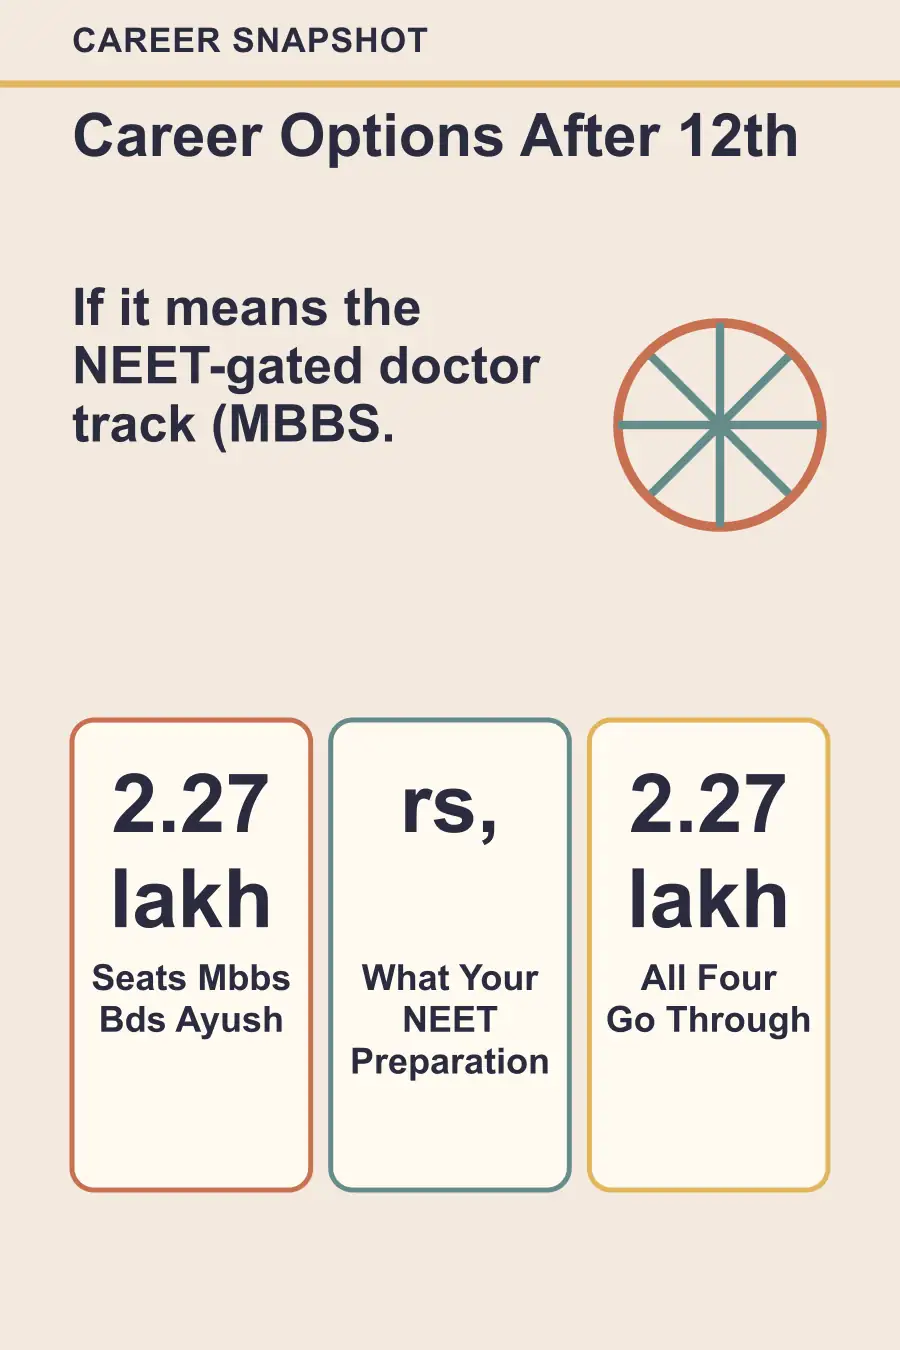 CAREER SNAPSHOT
Career Options After 12th
If it means the
NEET-gated doctor
track (MBBS.
2.27
lakh
Seats Mbbs
Bds Ayush
rs,
What Your
NEET
Preparation
2.27
lakh
All Four
Go Through